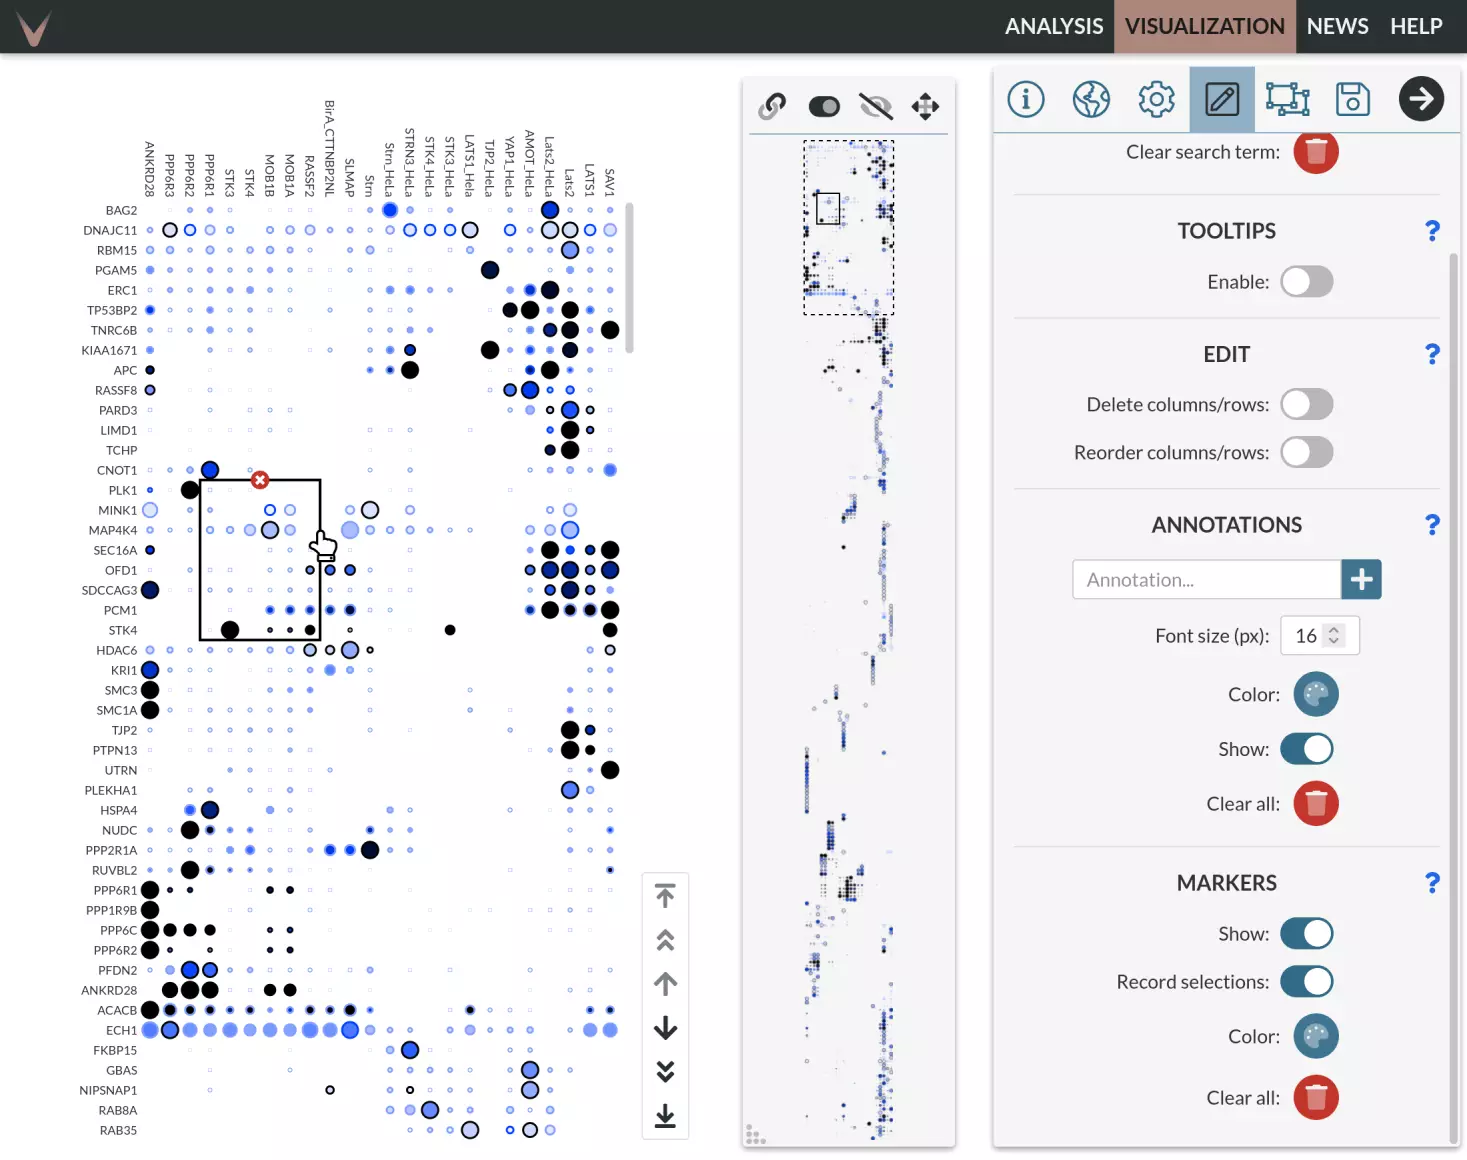 ANALYSIS VISUALIZATION NEWS HELP
ANKRD28
PPP6R3
PPP6R2
PPP6R1
STK3
STK4
MOB1B
MOB1A
RASSF2
BirA_CTTNBP2NL
SLMAP
Strn
Strn_HeLa
STRN3_HeLa
STK4_HeLa
STK3_HeLa
LATS1_Hela
TJP2_HeLa
YAP1_HeLa
AMOT_HeLa
Lats2_HeLa
Lats2
LATS1
SAV1
BAG2
DNAJC11
RBM15
PGAM5
ERC1
TP53BP2
TNRC6B
KIAA1671
APC
RASSF8
PARD3
LIMD1
TCHP
CNOT1
PLK1
MINK1
MAP4K4
SEC16A
OFD1
SDCCAG3
PCM1
STK4
HDAC6
KRI1
SMC3
SMC1A
TJP2
PTPN13
UTRN
PLEKHA1
HSPA4
NUDC
PPP2R1A
RUVBL2
PPP6R1
PPP1R9B
PPP6C
PPP6R2
PFDN2
ANKRD28
ACACB
ECH1
FKBP15
GBAS
NIPSNAP1
RAB8A
RAB35
Clear search term:
TOOLTIPS ?
Enable:
EDIT ?
Delete columns/rows:
Reorder columns/rows:
ANNOTATIONS ?
Annotation...
Font size (px): 16
Color:
Show:
Clear all:
MARKERS ?
Show:
Record selections:
Color:
Clear all: